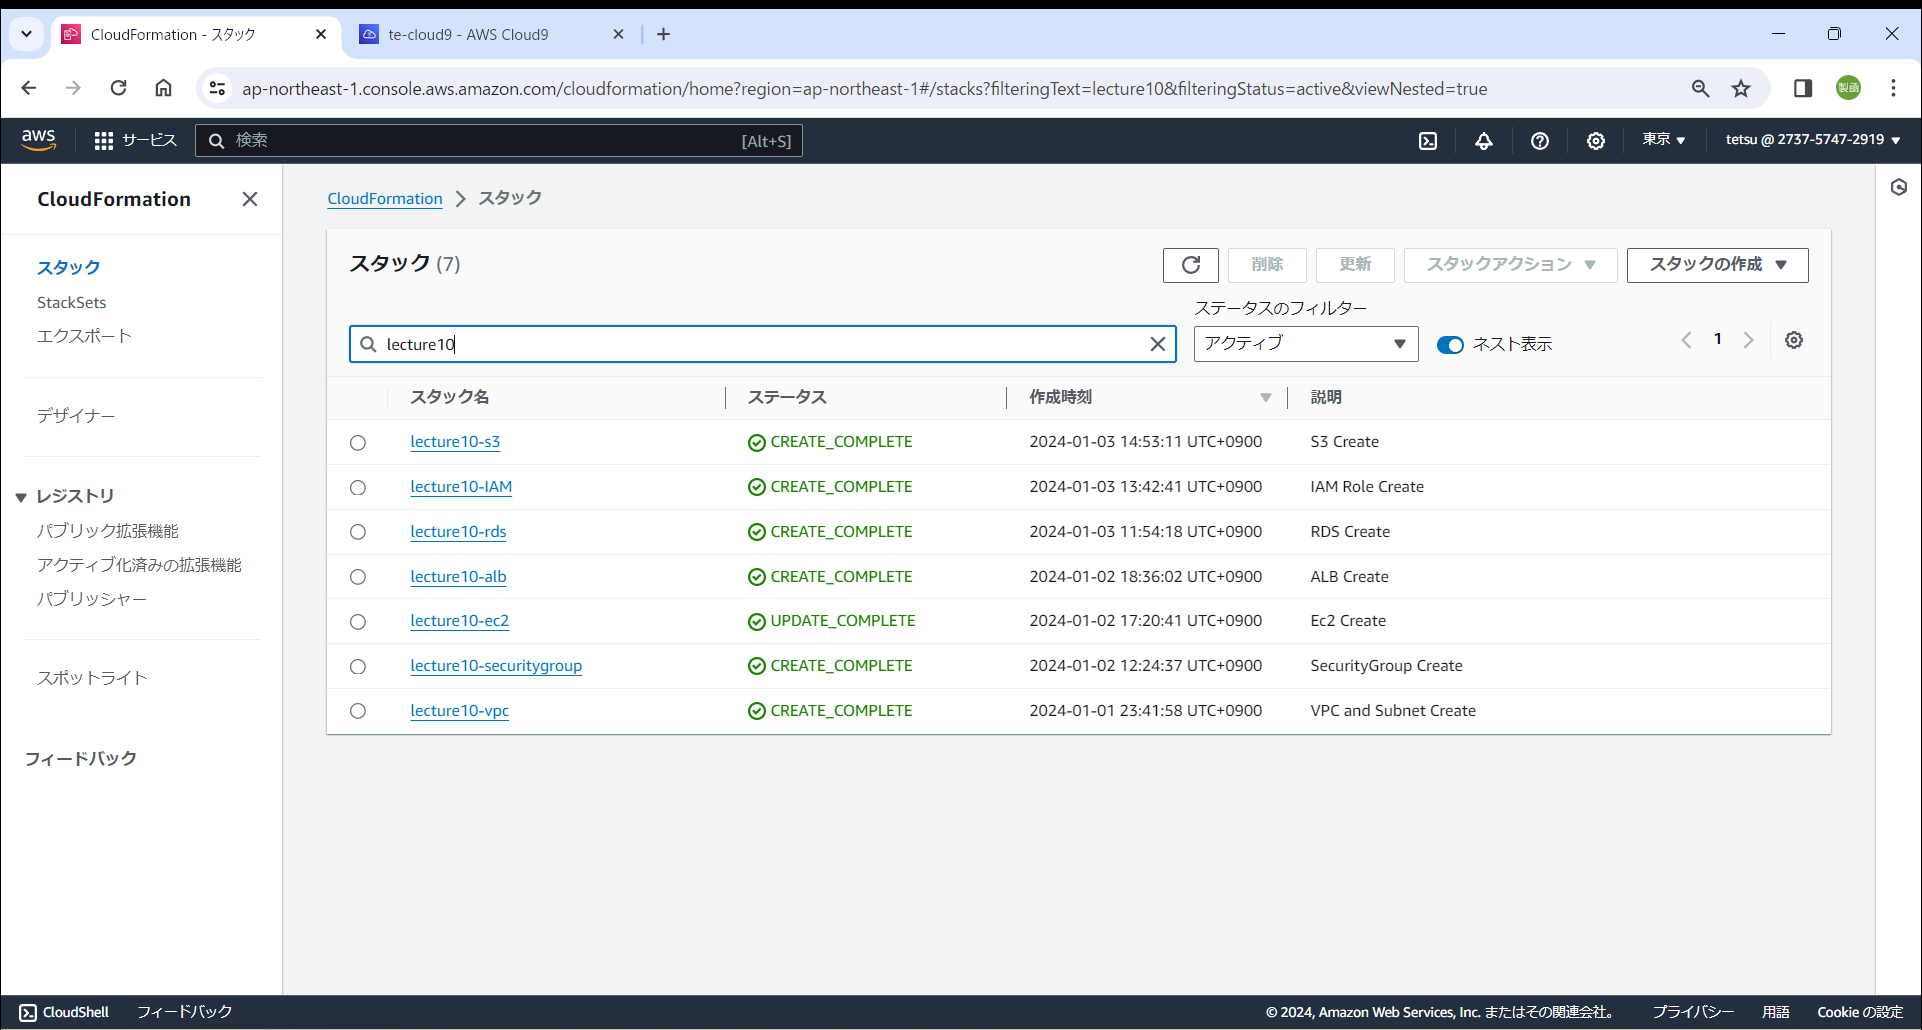 CloudFormation - スタック
te-cloud9 - AWS Cloud9
ap-northeast-1.console.aws.amazon.com/cloudformation/home?region=ap-northeast-1#/stacks?filteringText=lecture10&filteringStatus=active&viewNested=true
製函
aws
サービス
検索
[Alt+S]
東京
tetsu @ 2737-5747-2919
CloudFormation
スタック
StackSets
エクスポート
デザイナー
レジストリ
パブリック拡張機能
アクティブ化済みの拡張機能
パブリッシャー
スポットライト
フィードバック
CloudFormation
スタック
スタック (7)
削除
更新
スタックアクション
スタックの作成
ステータスのフィルター
lecture10
アクティブ
ネスト表示
1
スタック名 ステータス 作成時刻 説明
lecture10-s3 CREATE_COMPLETE 2024-01-03 14:53:11 UTC+0900 S3 Create
lecture10-IAM CREATE_COMPLETE 2024-01-03 13:42:41 UTC+0900 IAM Role Create
lecture10-rds CREATE_COMPLETE 2024-01-03 11:54:18 UTC+0900 RDS Create
lecture10-alb CREATE_COMPLETE 2024-01-02 18:36:02 UTC+0900 ALB Create
lecture10-ec2 UPDATE_COMPLETE 2024-01-02 17:20:41 UTC+0900 Ec2 Create
lecture10-securitygroup CREATE_COMPLETE 2024-01-02 12:24:37 UTC+0900 SecurityGroup Create
lecture10-vpc CREATE_COMPLETE 2024-01-01 23:41:58 UTC+0900 VPC and Subnet Create
CloudShell
フィードバック
© 2024, Amazon Web Services, Inc. またはその関連会社。
プライバシー
用語
Cookie の設定